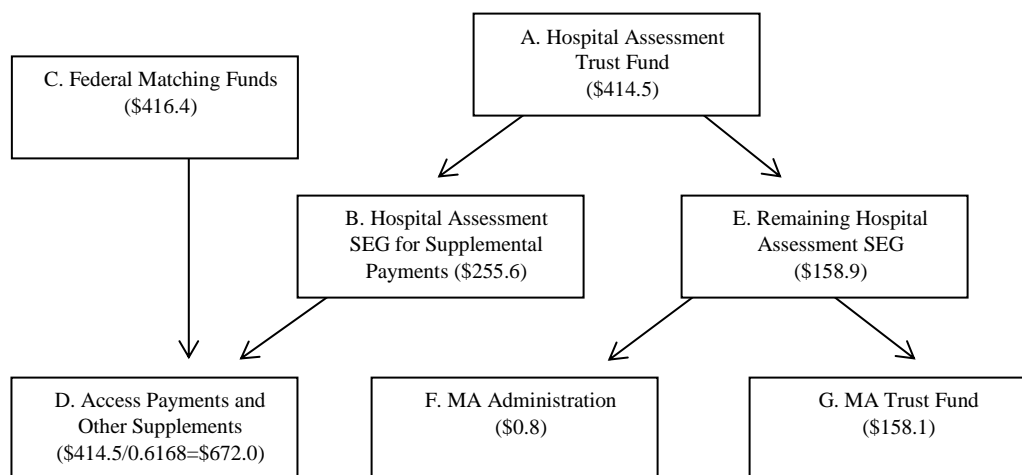 A. Hospital Assessment
Trust Fund
($414.5)
C. Federal Matching Funds
($416.4)
B. Hospital Assessment
SEG for Supplemental
Payments ($255.6)
E. Remaining Hospital
Assessment SEG
($158.9)
D. Access Payments and
Other Supplements
($414.5/0.6168=$672.0)
F. MA Administration
($0.8)
G. MA Trust Fund
($158.1)